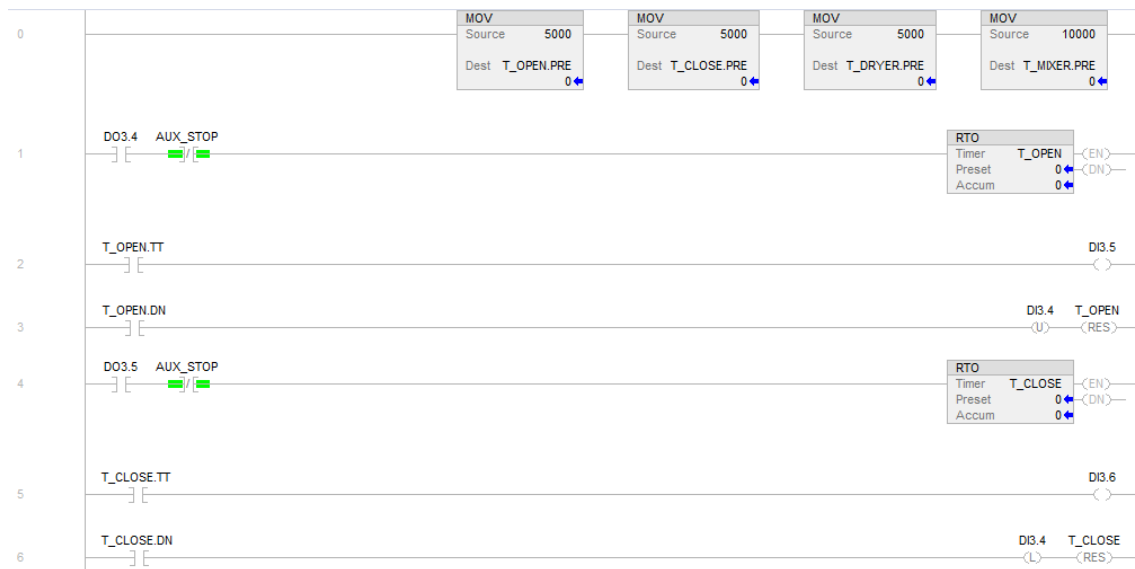 MOV MOV MOV MOV
0 Source 5000 Source 5000 Source 5000 Source 10000
Dest T_OPEN.PRE Dest T_CLOSE.PRE Dest T_DRYER.PRE Dest T_MIXER.PRE
0 0 0 0
DO3.4 AUX_STOP RTO
1 Timer T_OPEN (EN)
Preset 0 (DN)
Accum 0
T_OPEN.TT DI3.5
2
T_OPEN.DN DI3.4 T_OPEN
3 (U) (RES)
DO3.5 AUX_STOP RTO
4 Timer T_CLOSE (EN)
Preset 0 (DN)
Accum 0
T_CLOSE.TT DI3.6
5
T_CLOSE.DN DI3.4 T_CLOSE
6 (L) (RES)